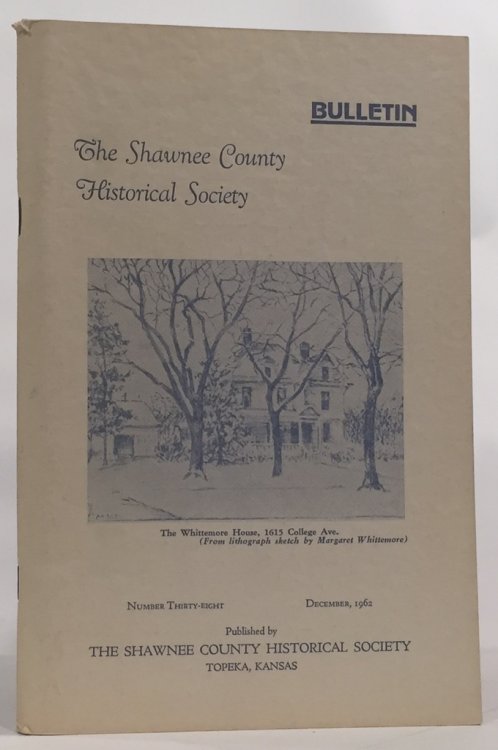 BULLETIN
The Shawnee County
Historical Society
The Whittemore House, 1615 College Ave.
(From lithograph sketch by Margaret Whittemore)
NUMBER THIRTY-EIGHT DECEMBER, 1962
Published by
THE SHAWNEE COUNTY HISTORICAL SOCIETY
TOPEKA, KANSAS